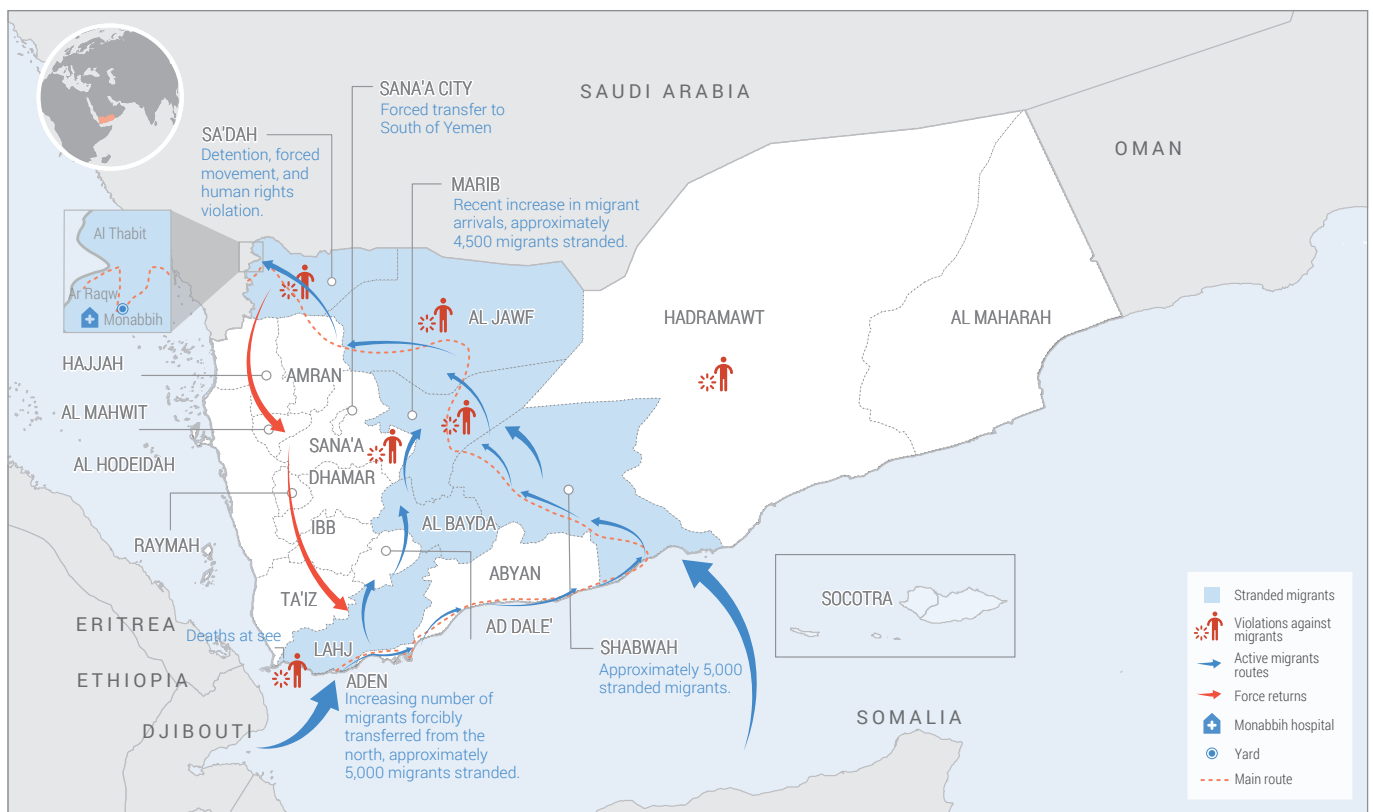 SAUDI ARABIA
OMAN
SANA'A CITY
Forced transfer to
South of Yemen
SA'DAH
Detention, forced
movement, and
human rights
violation.
MARIB
Recent increase in migrant
arrivals, approximately
4,500 migrants stranded.
Al Thabit
Ar Raqw
Monabbih
AL JAWF
HADRAMAWT
AL MAHARAH
HAJJAH
AMRAN
AL MAHWIT
SANA'A
AL HODEIDAH
DHAMAR
IBB
AL BAYDA
RAYMAH
ABYAN
TA'IZ
SOCOTRA
ERITREA
AD DALE'
Deaths at see
LAHJ
SHABWAH
Approximately 5,000
stranded migrants.
ETHIOPIA
ADEN
Increasing number of
migrants forcibly
transferred from the
north, approximately
5,000 migrants stranded.
DJIBOUTI
SOMALIA
Stranded migrants
Violations against
migrants
Active migrants
routes
Force returns
Monabbih hospital
Yard
Main route